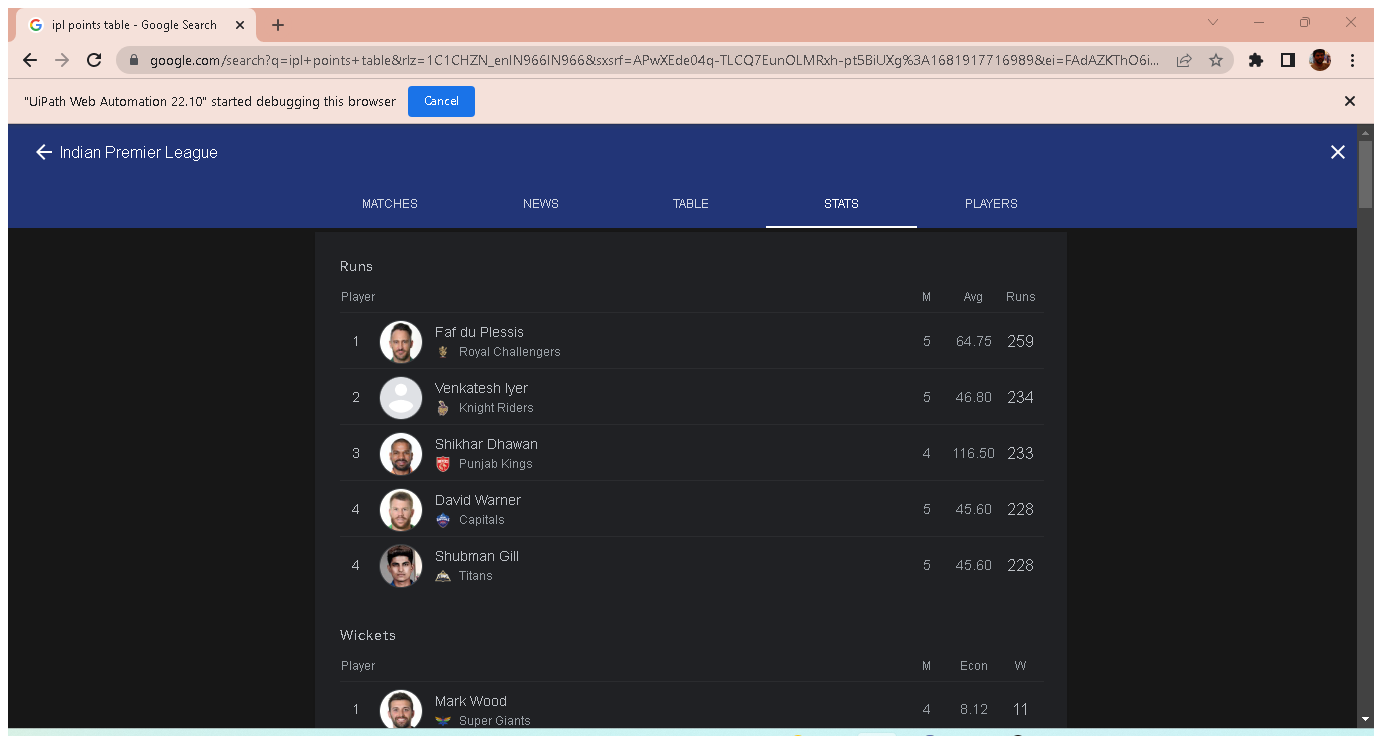 ipl points table - Google Search
google.com/search?q=ipl+points+table&rlz=1C1CHZN_enIN966IN966&sxsrf=APwXEde04q-TLCQ7EunOLMRxh-pt5BiUXg%3A1681917716989&ei=FAdAZKThO6i...
"UiPath Web Automation 22.10" started debugging this browser Cancel
Indian Premier League
MATCHES NEWS TABLE STATS PLAYERS
Runs
Player M Avg Runs
1 Faf du Plessis 5 64.75 259
Royal Challengers
2 Venkatesh Iyer 5 46.80 234
Knight Riders
3 Shikhar Dhawan 4 116.50 233
Punjab Kings
4 David Warner 5 45.60 228
Capitals
4 Shubman Gill 5 45.60 228
Titans
Wickets
Player M Econ W
1 Mark Wood 4 8.12 11
Super Giants